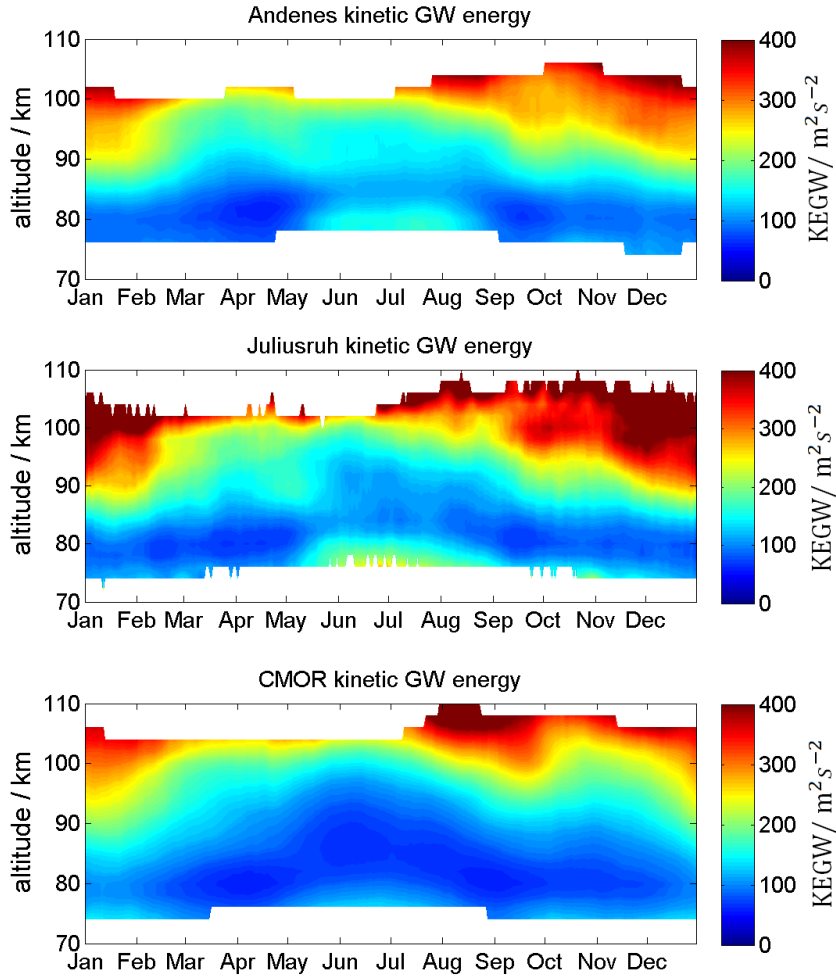 Andenes kinetic GW energy
110
100
90
80
70
altitude / km
Jan Feb Mar Apr May Jun Jul Aug Sep Oct Nov Dec
400
300
200
100
0
KEGW/ m²s⁻²
Juliusruh kinetic GW energy
110
100
90
80
70
altitude / km
Jan Feb Mar Apr May Jun Jul Aug Sep Oct Nov Dec
400
300
200
100
0
KEGW/ m²s⁻²
CMOR kinetic GW energy
110
100
90
80
70
altitude / km
Jan Feb Mar Apr May Jun Jul Aug Sep Oct Nov Dec
400
300
200
100
0
KEGW/ m²s⁻²